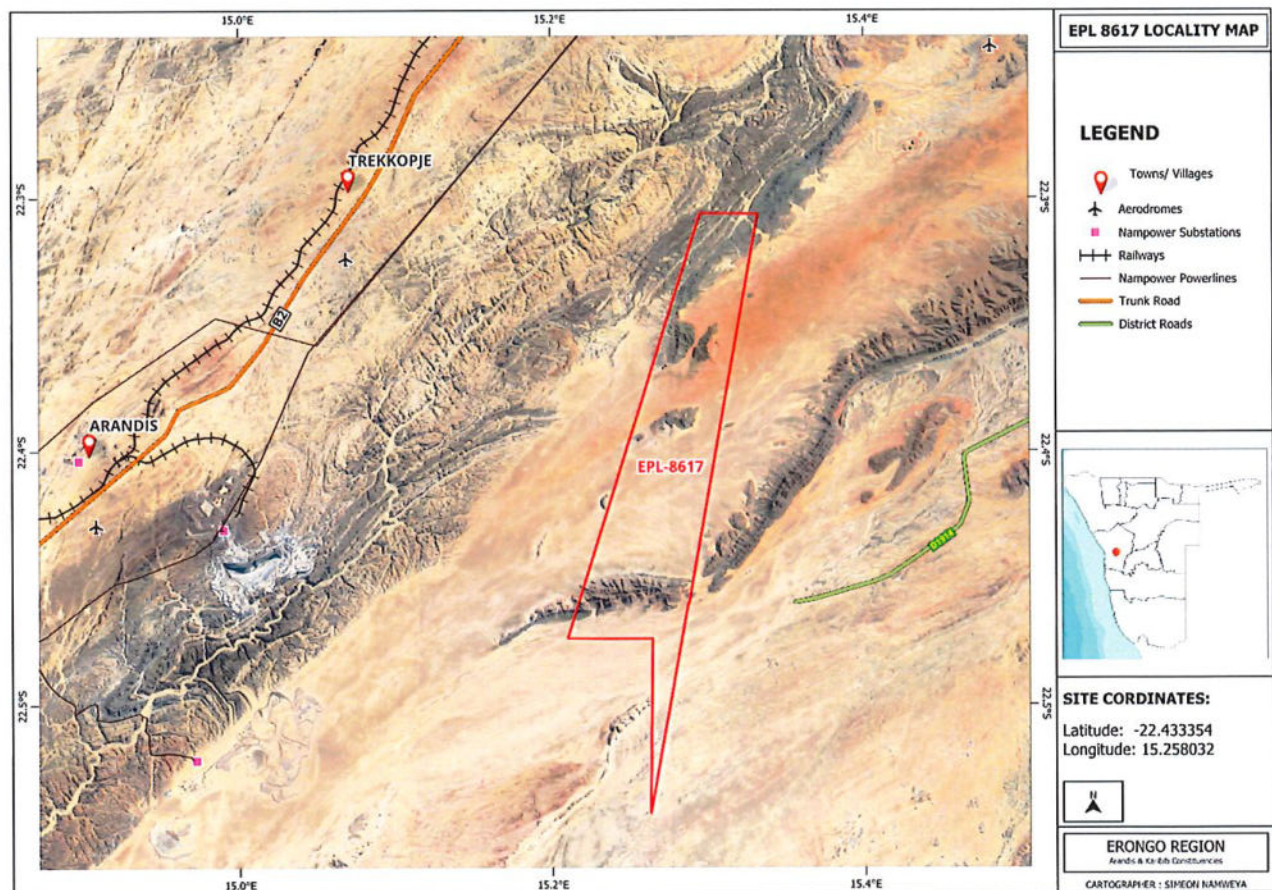 15.0°E
15.2°E
15.4°E
EPL 8617 LOCALITY MAP
TREKKOPJE
22.3°S
22.3°S
B2
ARANDIS
22.4°S
22.4°S
EPL-8617
D1914
22.5°S
22.5°S
15.0°E
15.2°E
15.4°E
LEGEND
Towns/ Villages
Aerodromes
Nampower Substations
Railways
Nampower Powerlines
Trunk Road
District Roads
SITE CORDINATES:
Latitude: -22.433354
Longitude: 15.258032
N
ERONGO REGION
Arandis & Karibib Constituencies
CARTOGRAPHER : SIMEON NAMWEYA